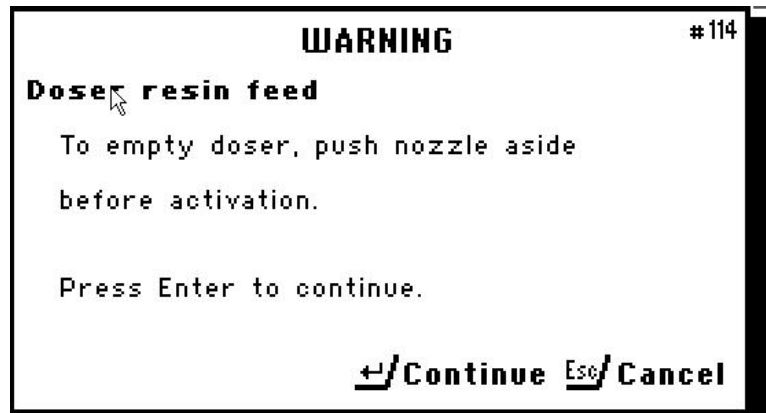 WARNING
#114
Doser resin feed
To empty doser, push nozzle aside
before activation.
Press Enter to continue.
↵/Continue Esc/Cancel